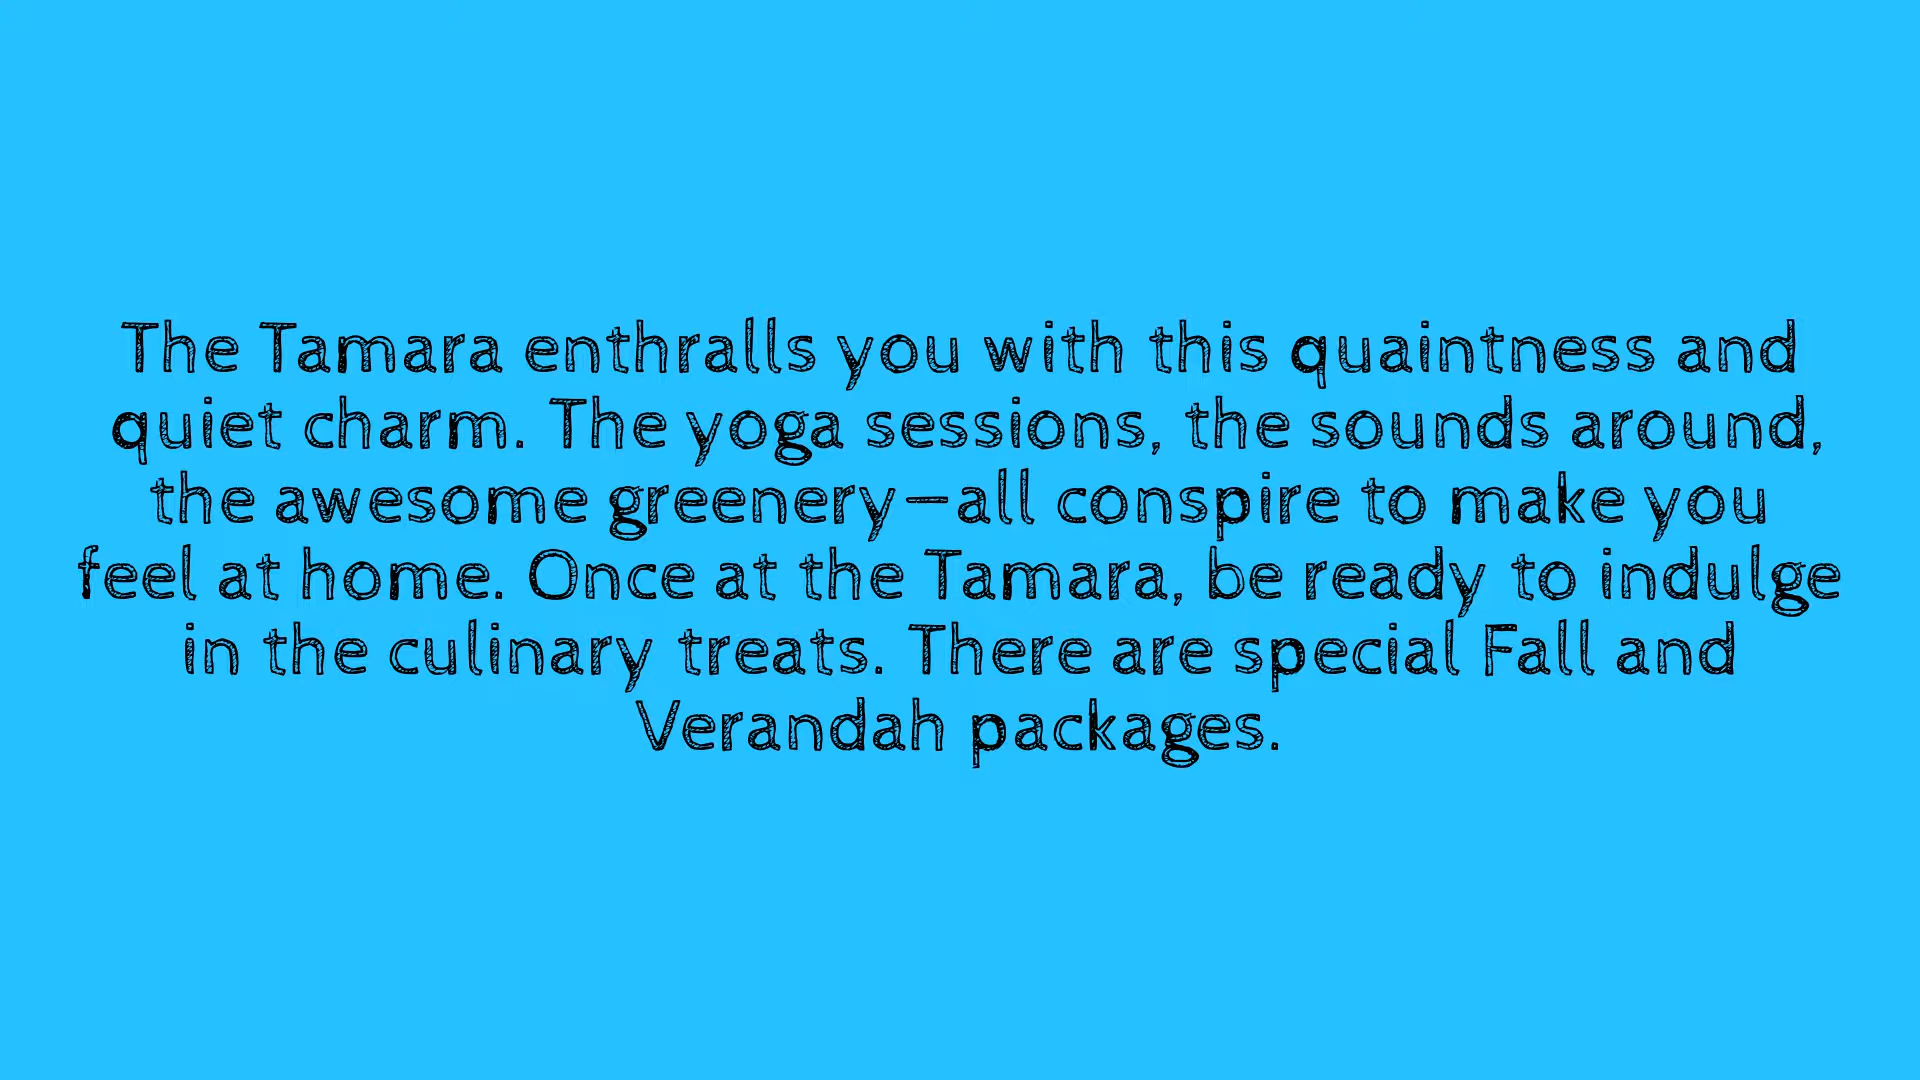 The Tamara enthralls you with this quaintness and
quiet charm. The yoga sessions, the sounds around,
the awesome greenery—all conspire to make you
feel at home. Once at the Tamara, be ready to indulge
in the culinary treats. There are special Fall and
Verandah packages.